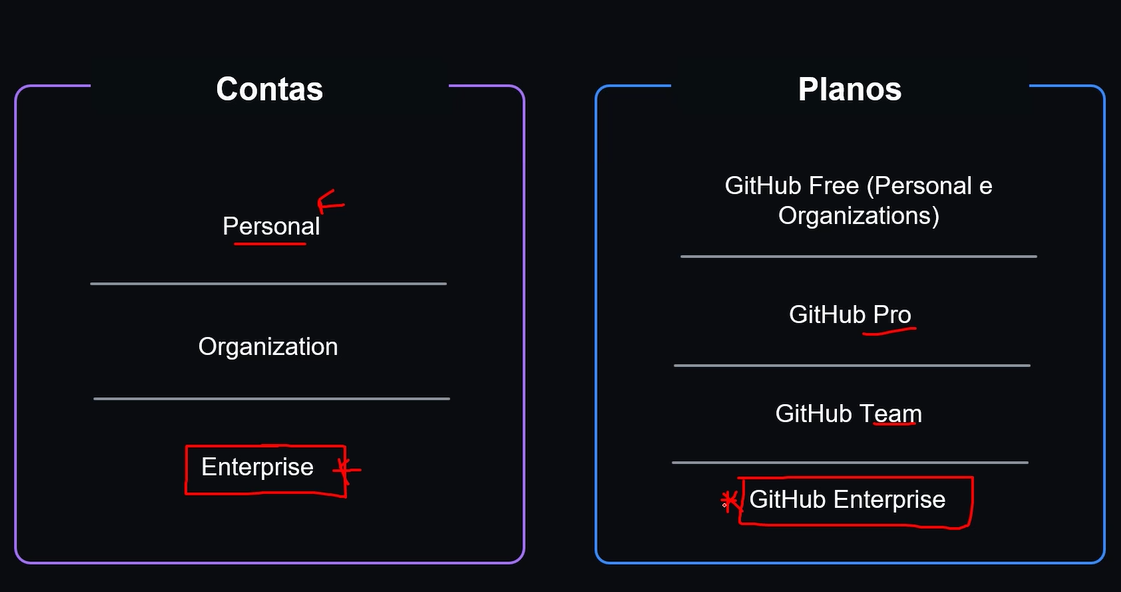 Contas
Personal
Organization
Enterprise
Planos
GitHub Free (Personal e
Organizations)
GitHub Pro
GitHub Team
GitHub Enterprise